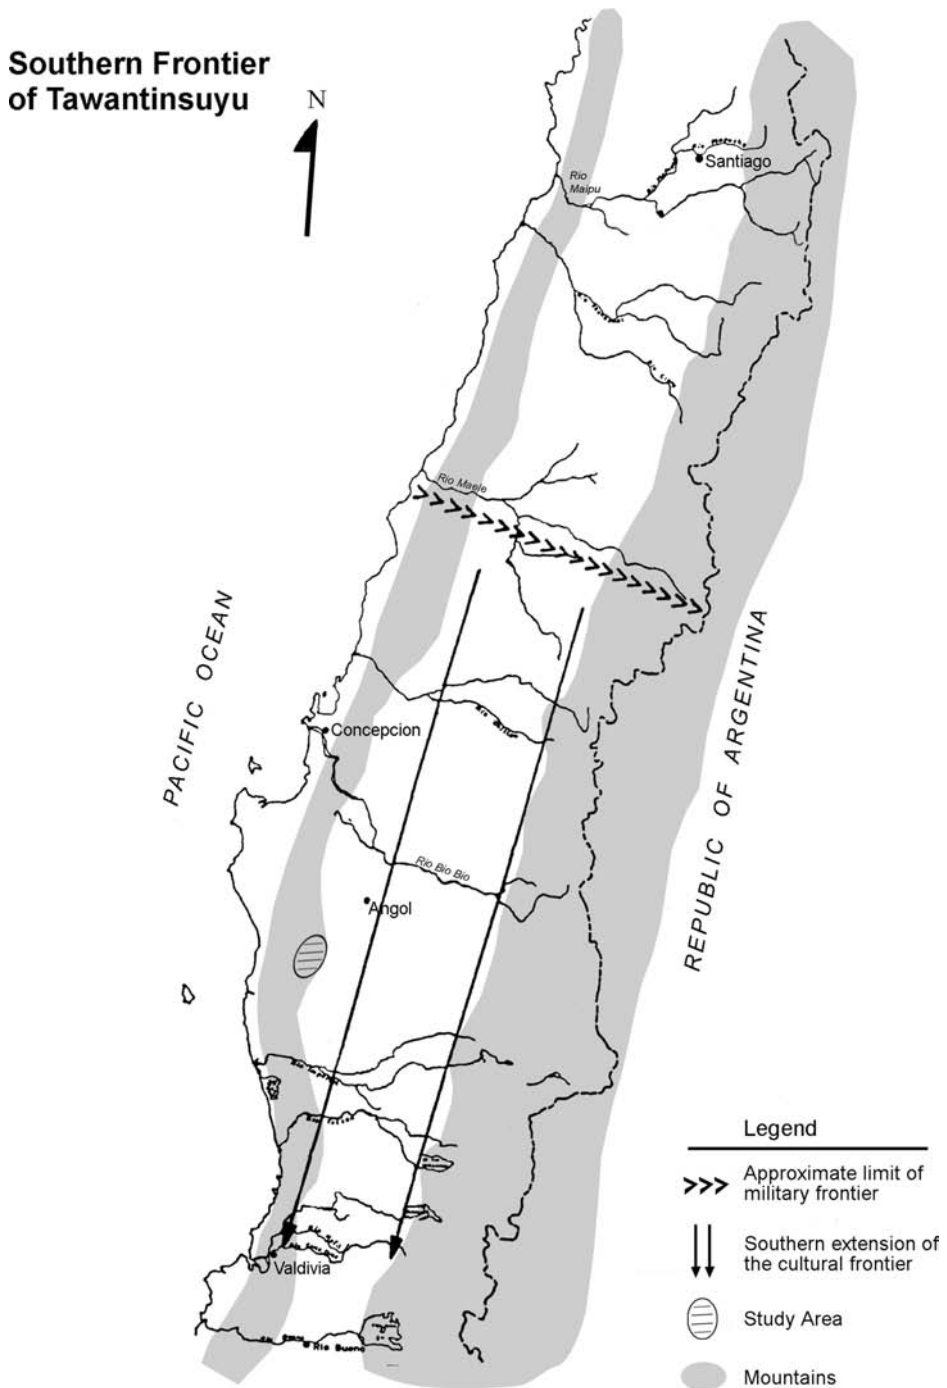 Southern Frontier
of Tawantinsuyu
N
Santiago
Rio
Maipu
Rio Maele
PACIFIC OCEAN
REPUBLIC OF ARGENTINA
Concepcion
Rio Bio Bio
Angol
Valdivia
Rio Bueno
Legend
Approximate limit of
military frontier
Southern extension of
the cultural frontier
Study Area
Mountains